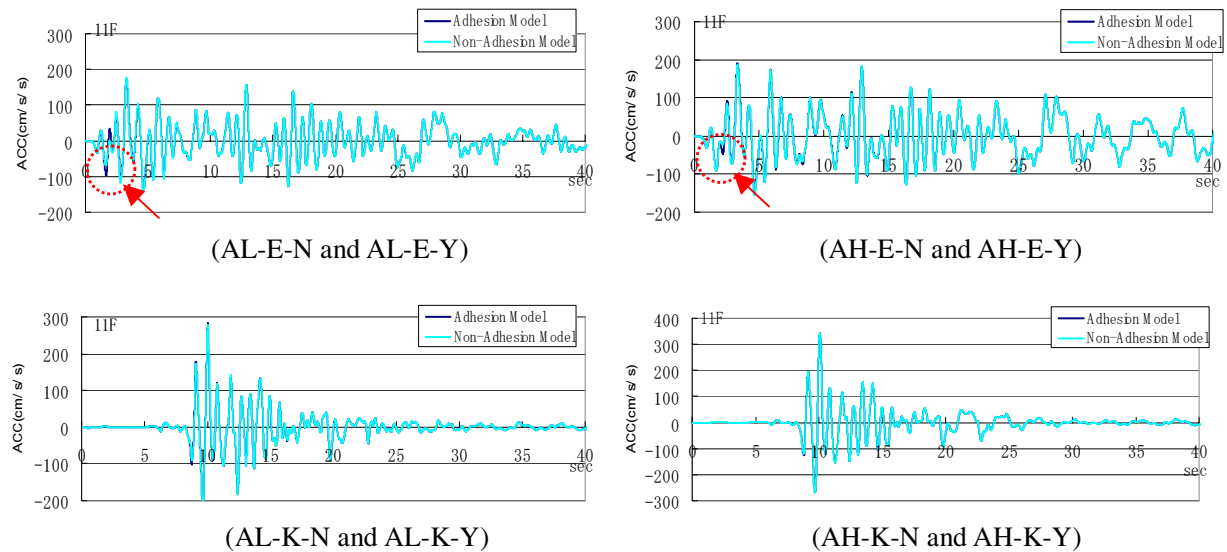 11F
Adhesion Model
Non-Adhesion Model
ACC(cm/s/s)
300
200
100
0
-100
-200
0 5 10 15 20 25 30 35 40
sec
(AL-E-N and AL-E-Y)
11F
Adhesion Model
Non-Adhesion Model
ACC(cm/s/s)
300
200
100
0
-100
-200
0 5 10 15 20 25 30 35 40
sec
(AH-E-N and AH-E-Y)
11F
Adhesion Model
Non-Adhesion Model
ACC(cm/s/s)
300
200
100
0
-100
-200
0 5 10 15 20 25 30 35 40
sec
(AL-K-N and AL-K-Y)
11F
Adhesion Model
Non-Adhesion Model
ACC(cm/s/s)
400
300
200
100
0
-100
-200
-300
0 5 10 15 20 25 30 35 40
sec
(AH-K-N and AH-K-Y)